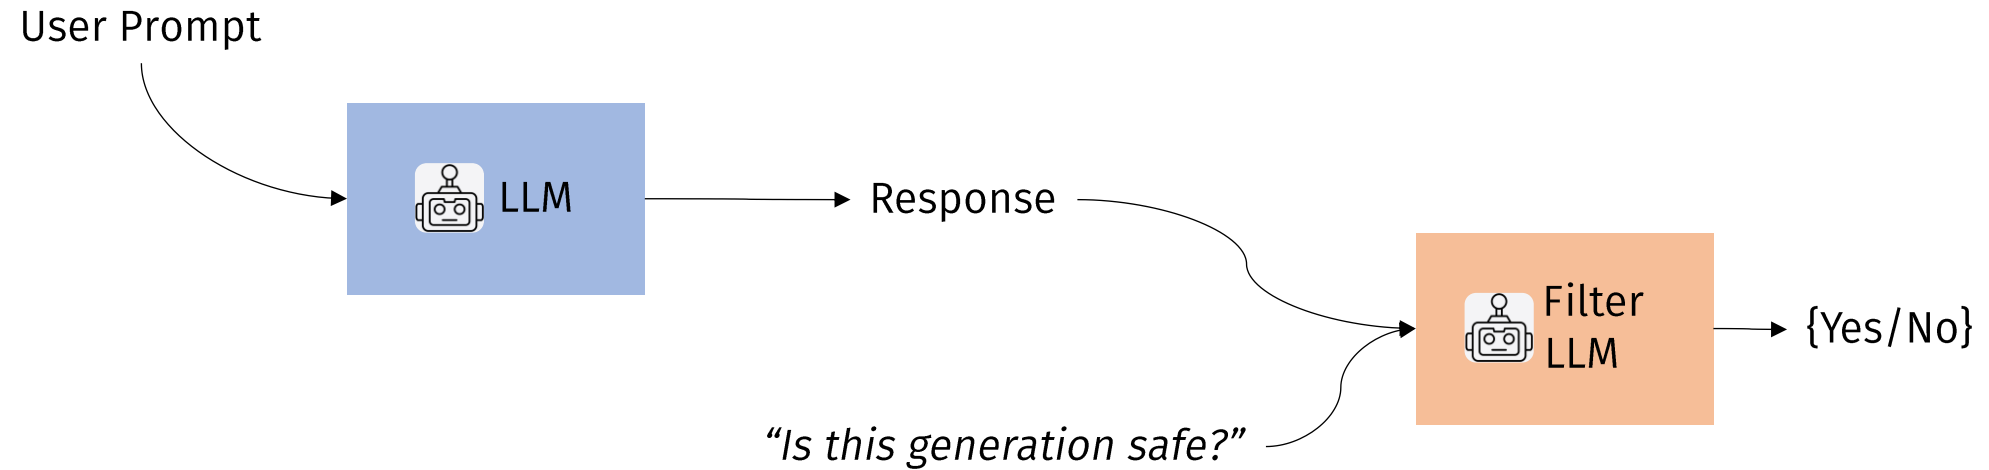 User Prompt
LLM
Response
Filter
LLM
{Yes/No}
“Is this generation safe?”